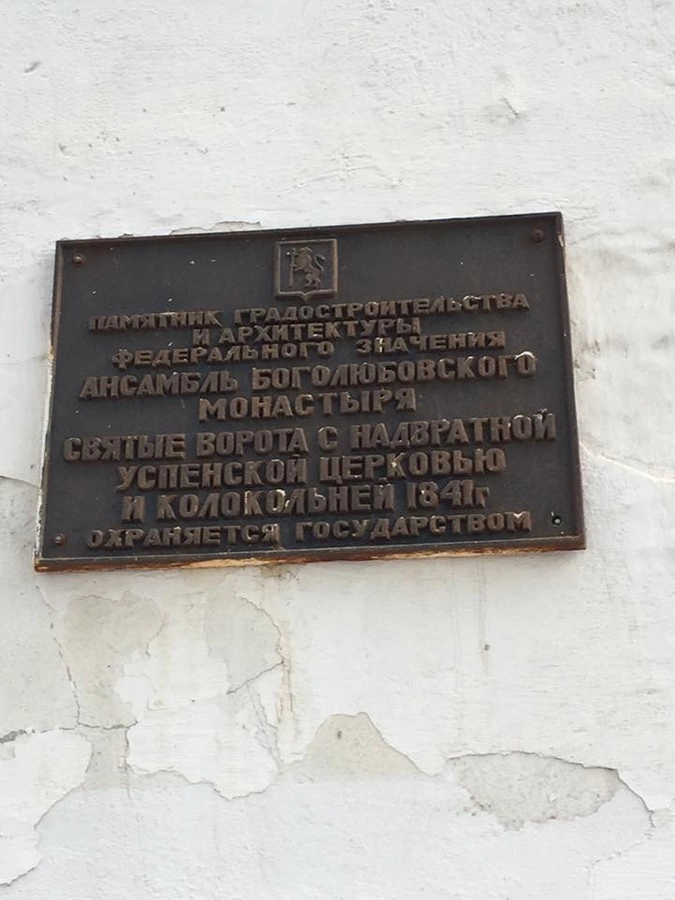 ПАМЯТНИК ГРАДОСТРОИТЕЛЬСТВА
И АРХИТЕКТУРЫ
ФЕДЕРАЛЬНОГО ЗНАЧЕНИЯ
АНСАМБЛЬ БОГОЛЮБОВСКОГО
МОНАСТЫРЯ
СВЯТЫЕ ВОРОТА С НАДВРАТНОЙ
УСПЕНСКОЙ ЦЕРКОВЬЮ
И КОЛОКОЛЬНЕЙ 1841г
ОХРАНЯЕТСЯ ГОСУДАРСТВОМ